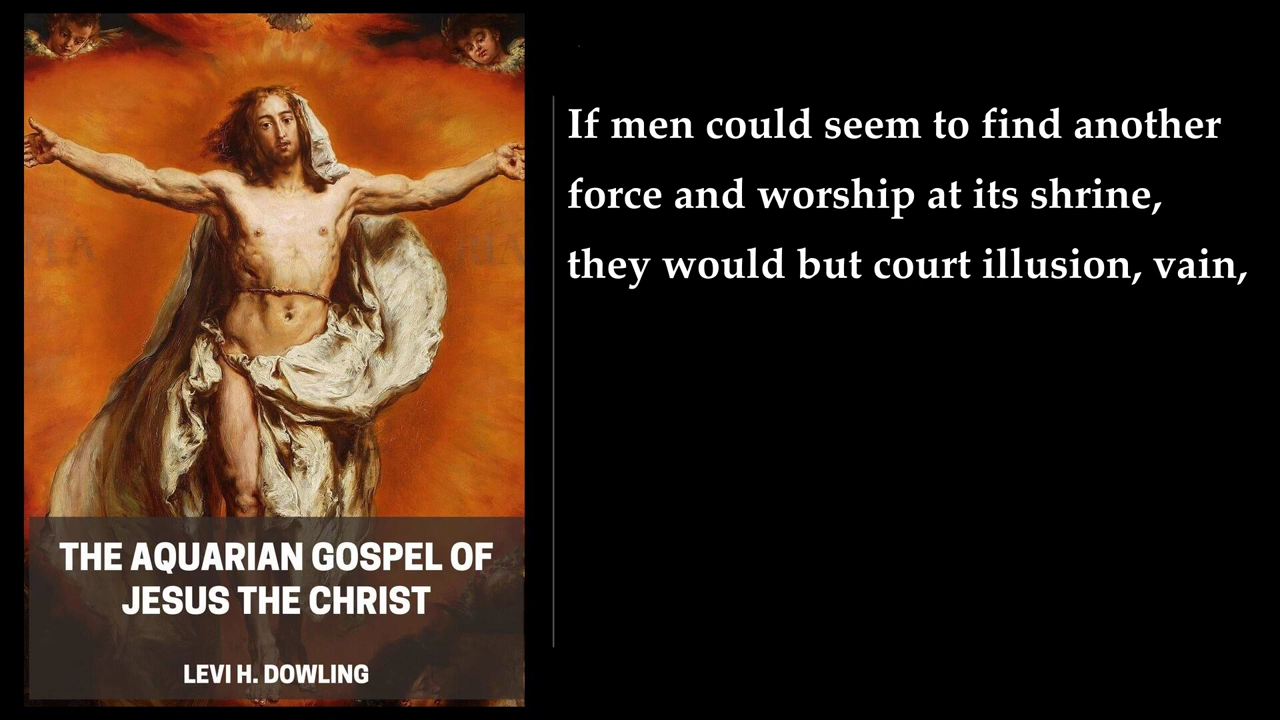 THE AQUARIAN GOSPEL OF
JESUS THE CHRIST
LEVI H. DOWLING
If men could seem to find another
force and worship at its shrine,
they would but court illusion, vain,